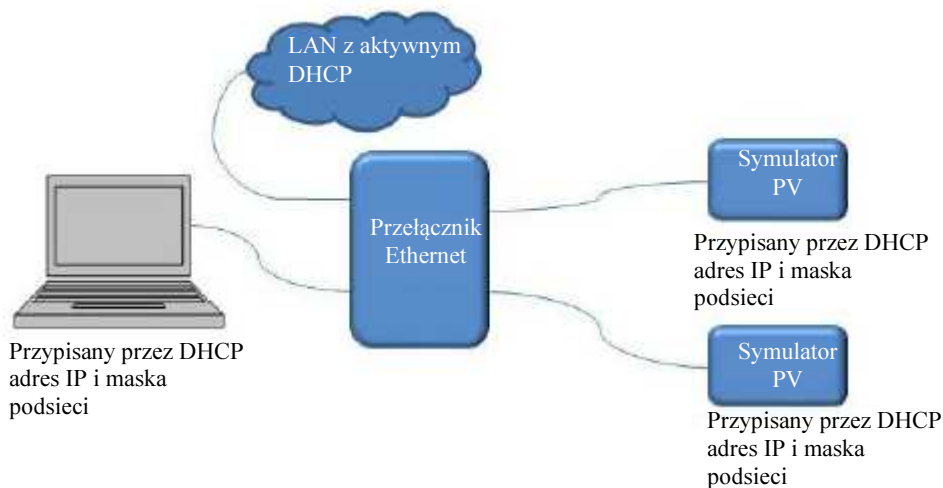 LAN z aktywnym
DHCP
Symulator
PV
Przełącznik
Ethernet
Przypisany przez DHCP
adres IP i maska
podsieci
Przypisany przez DHCP
adres IP i maska
podsieci
Symulator
PV
Przypisany przez DHCP
adres IP i maska
podsieci